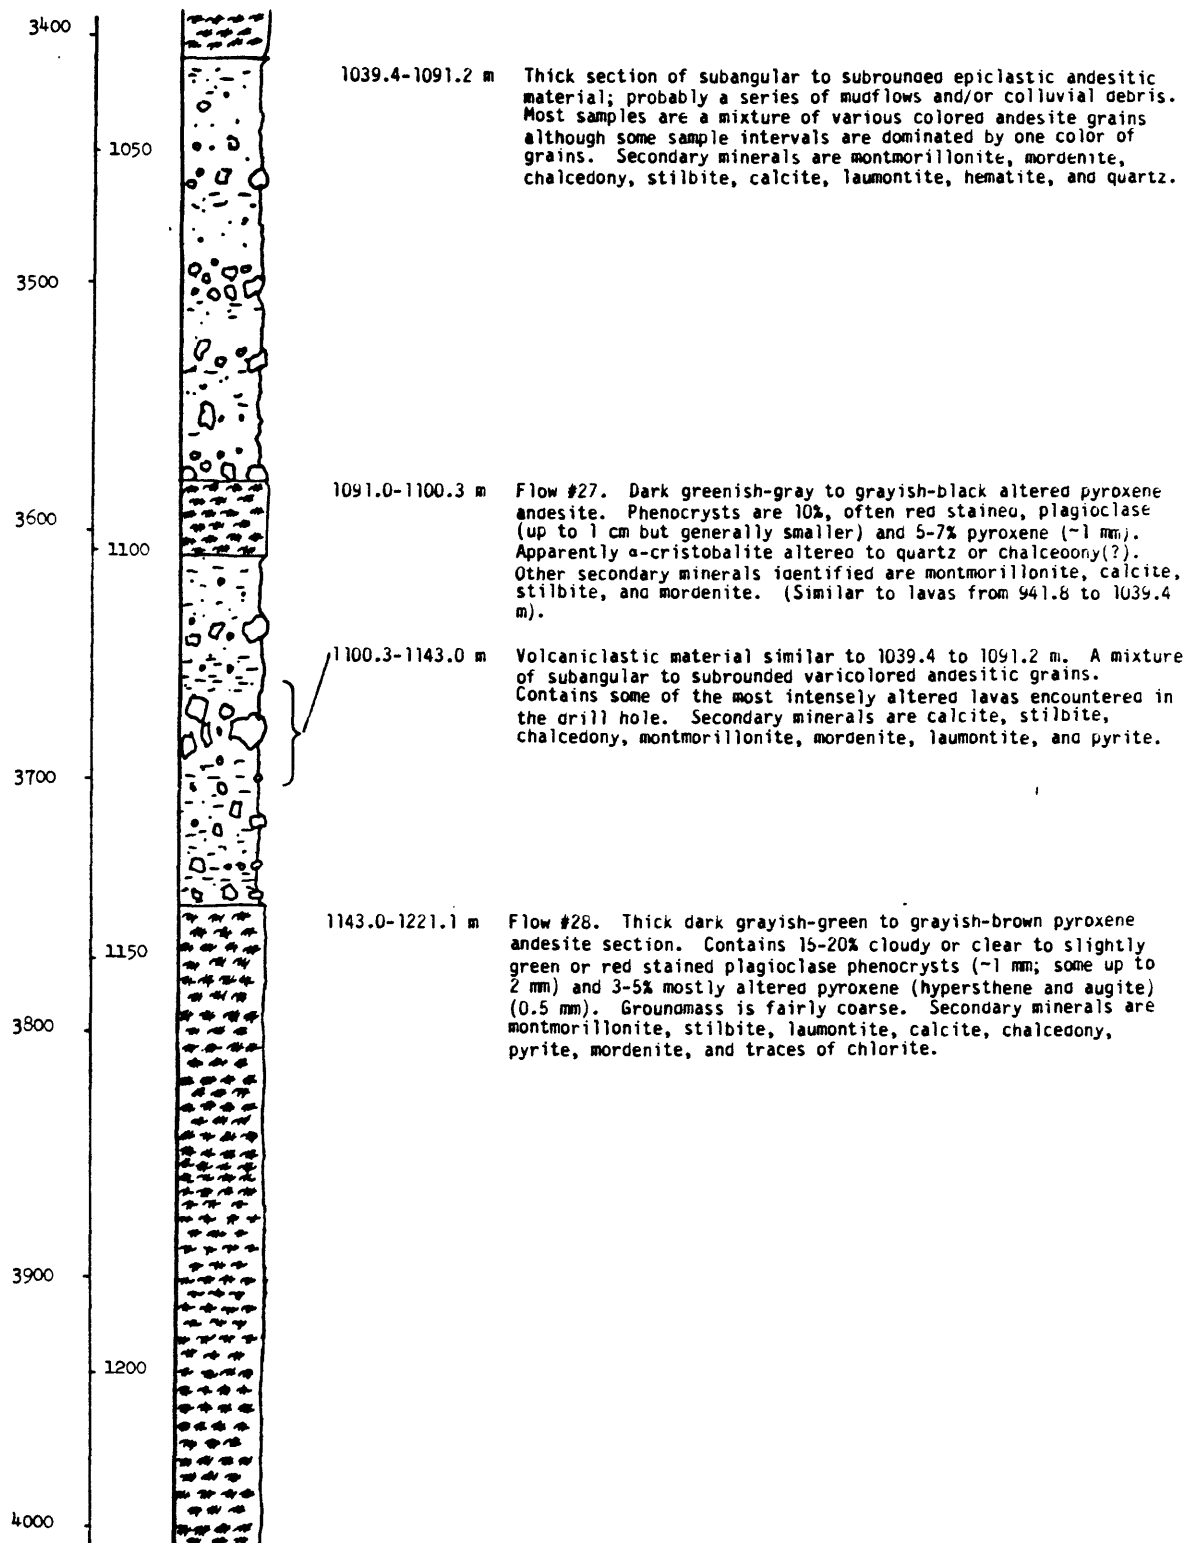 3400
1039.4-1091.2 m Thick section of subangular to subrounded epiclastic andesitic
material; probably a series of mudflows and/or colluvial debris.
Most samples are a mixture of various colored andesite grains
although some sample intervals are dominated by one color of
grains. Secondary minerals are montmorillonite, mordenite,
chalcedony, stilbite, calcite, laumontite, hematite, and quartz.
1050
3500
1091.0-1100.3 m Flow #27. Dark greenish-gray to grayish-black altered pyroxene
andesite. Phenocrysts are 10%, often red stained, plagioclase
(up to 1 cm but generally smaller) and 5-7% pyroxene (~1 mm).
Apparently α-cristobalite altered to quartz or chalcedony(?).
Other secondary minerals identified are montmorillonite, calcite,
stilbite, and mordenite. (Similar to lavas from 941.8 to 1039.4
m).
3600
1100
1100.3-1143.0 m Volcaniclastic material similar to 1039.4 to 1091.2 m. A mixture
of subangular to subrounded varicolored andesitic grains.
Contains some of the most intensely altered lavas encountered in
the drill hole. Secondary minerals are calcite, stilbite,
chalcedony, montmorillonite, mordenite, laumontite, and pyrite.
3700
1143.0-1221.1 m Flow #28. Thick dark grayish-green to grayish-brown pyroxene
andesite section. Contains 15-20% cloudy or clear to slightly
green or red stained plagioclase phenocrysts (~1 mm; some up to
2 mm) and 3-5% mostly altered pyroxene (hypersthene and augite)
(0.5 mm). Groundmass is fairly coarse. Secondary minerals are
montmorillonite, stilbite, laumontite, calcite, chalcedony,
pyrite, mordenite, and traces of chlorite.
1150
3800
3900
1200
4000